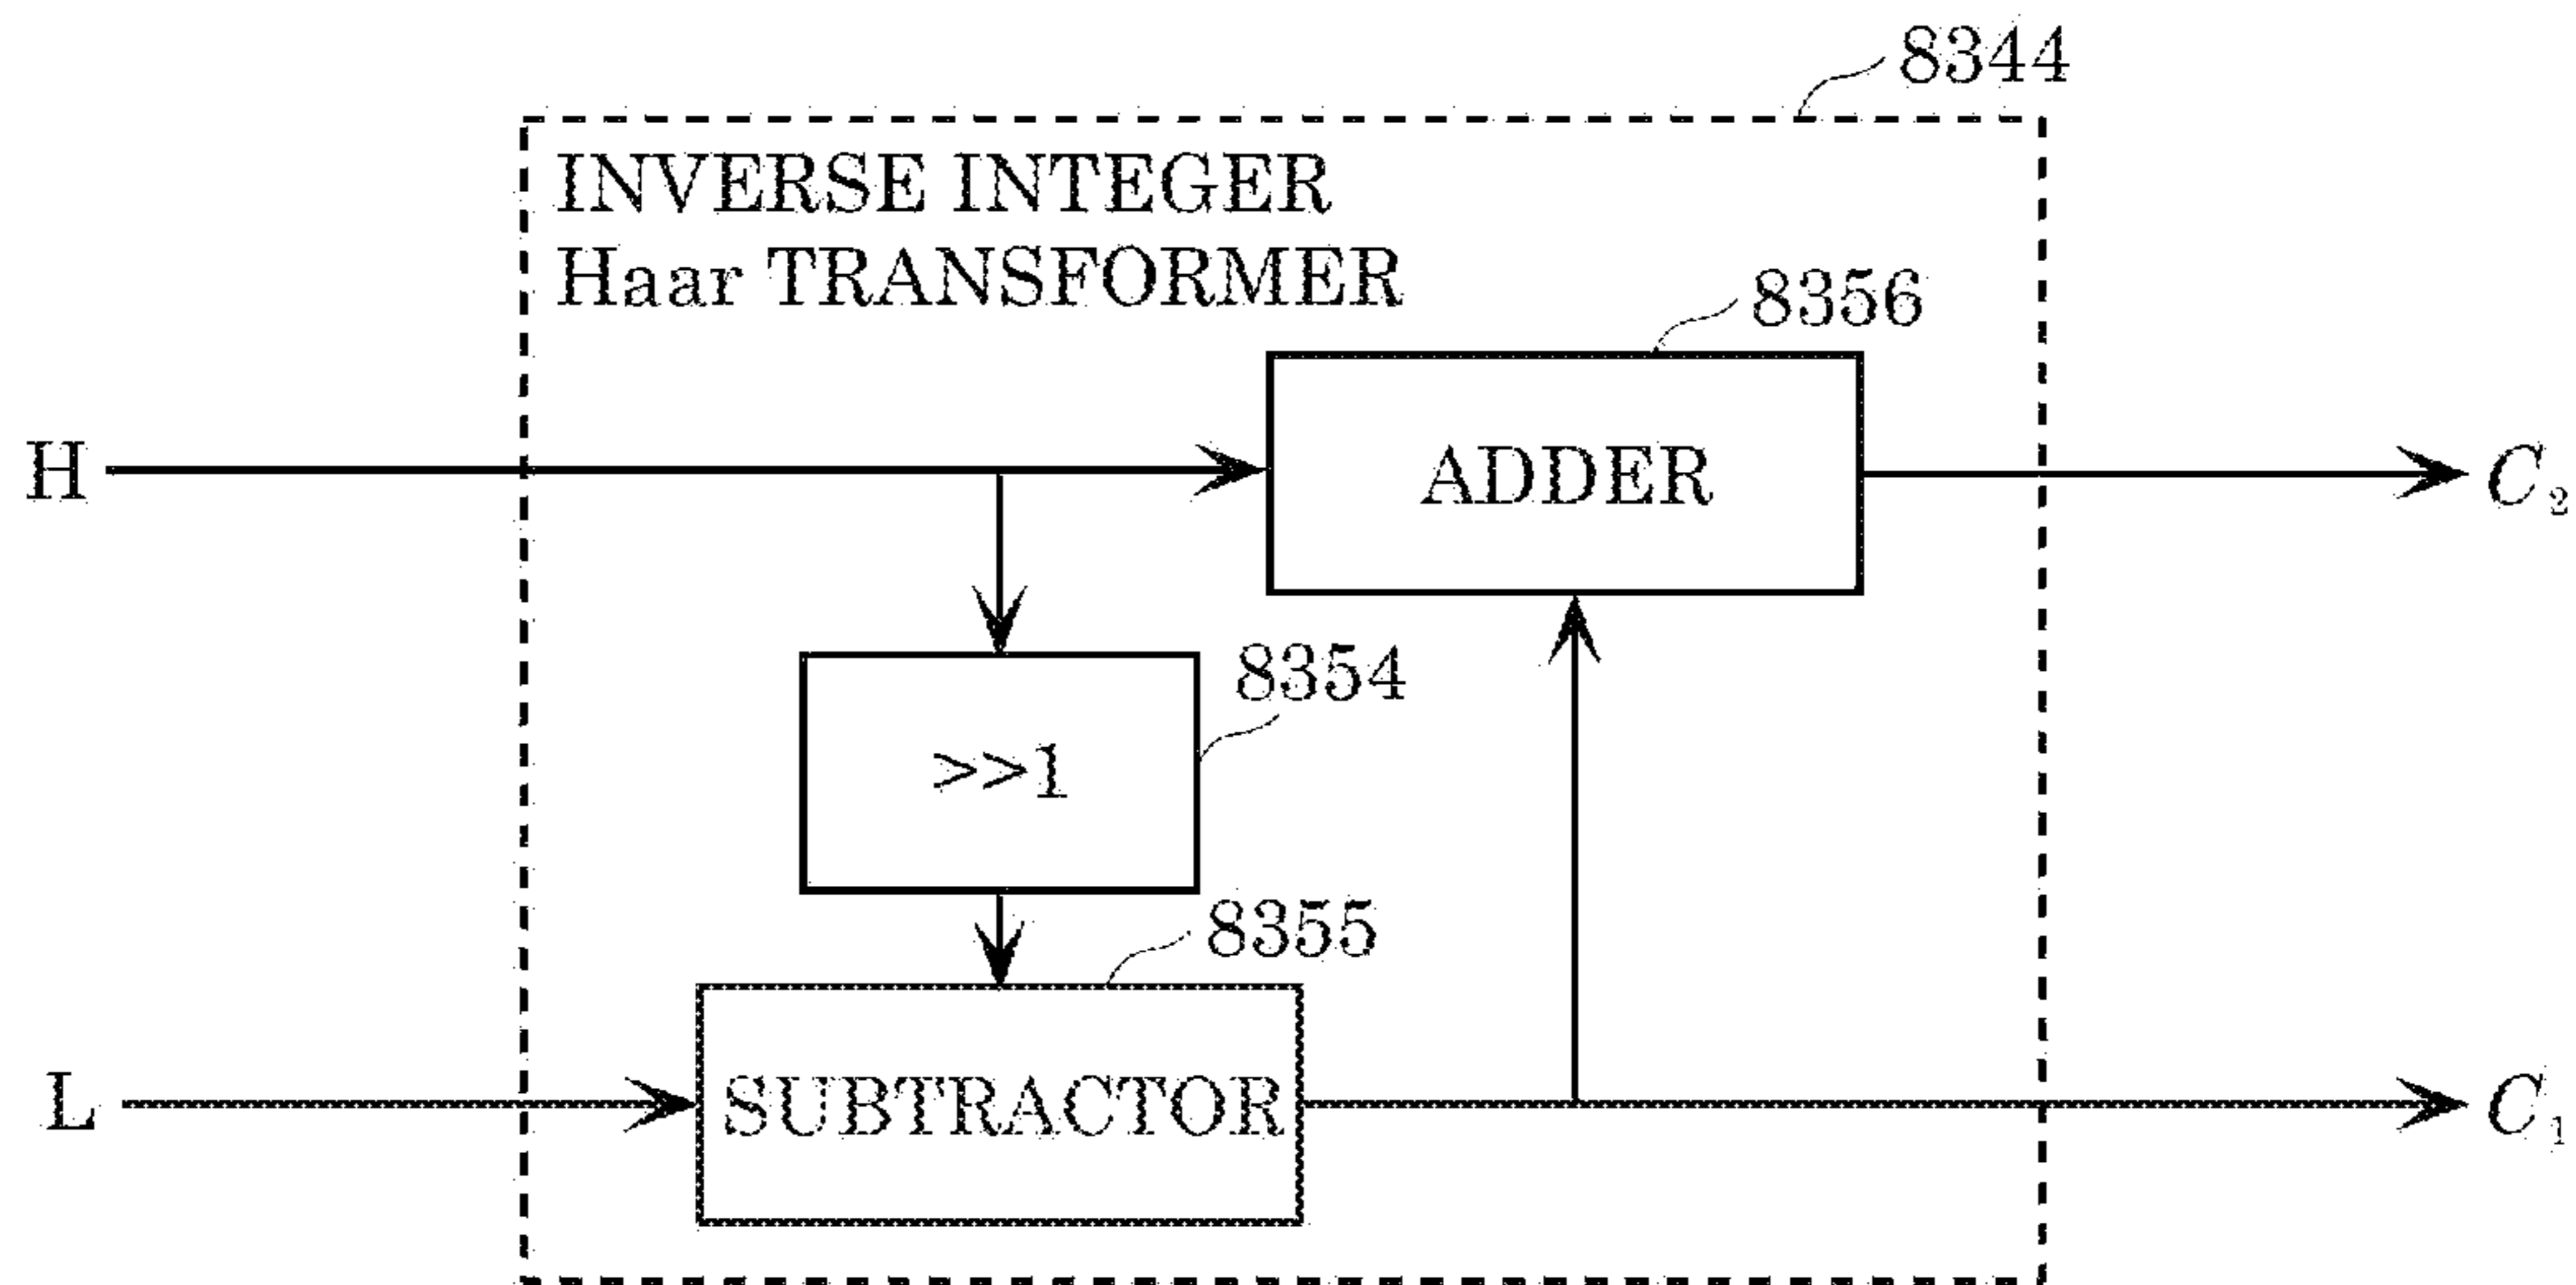 8344
INVERSE INTEGER
Haar TRANSFORMER
8356
H
ADDER
C₂
8354
>>1
8355
L
SUBTRACTOR
C₁